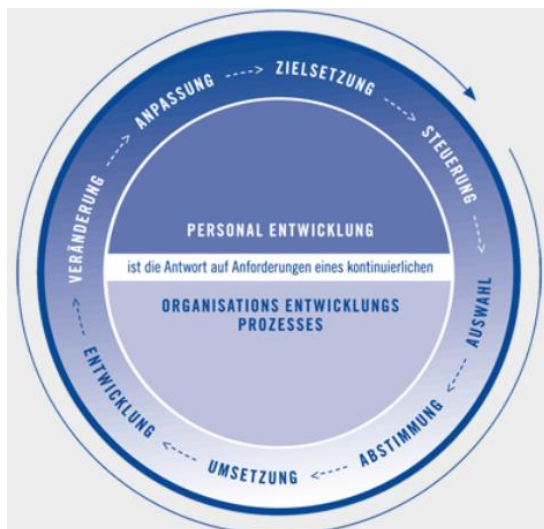 ZIELSETZUNG
STEUERUNG
AUSWAHL
ABSTIMMUNG
UMSETZUNG
ENTWICKLUNG
VERÄNDERUNG
ANPASSUNG
PERSONAL ENTWICKLUNG
ist die Antwort auf Anforderungen eines kontinuierlichen
ORGANISATIONS ENTWICKLUNGS
PROZESSES